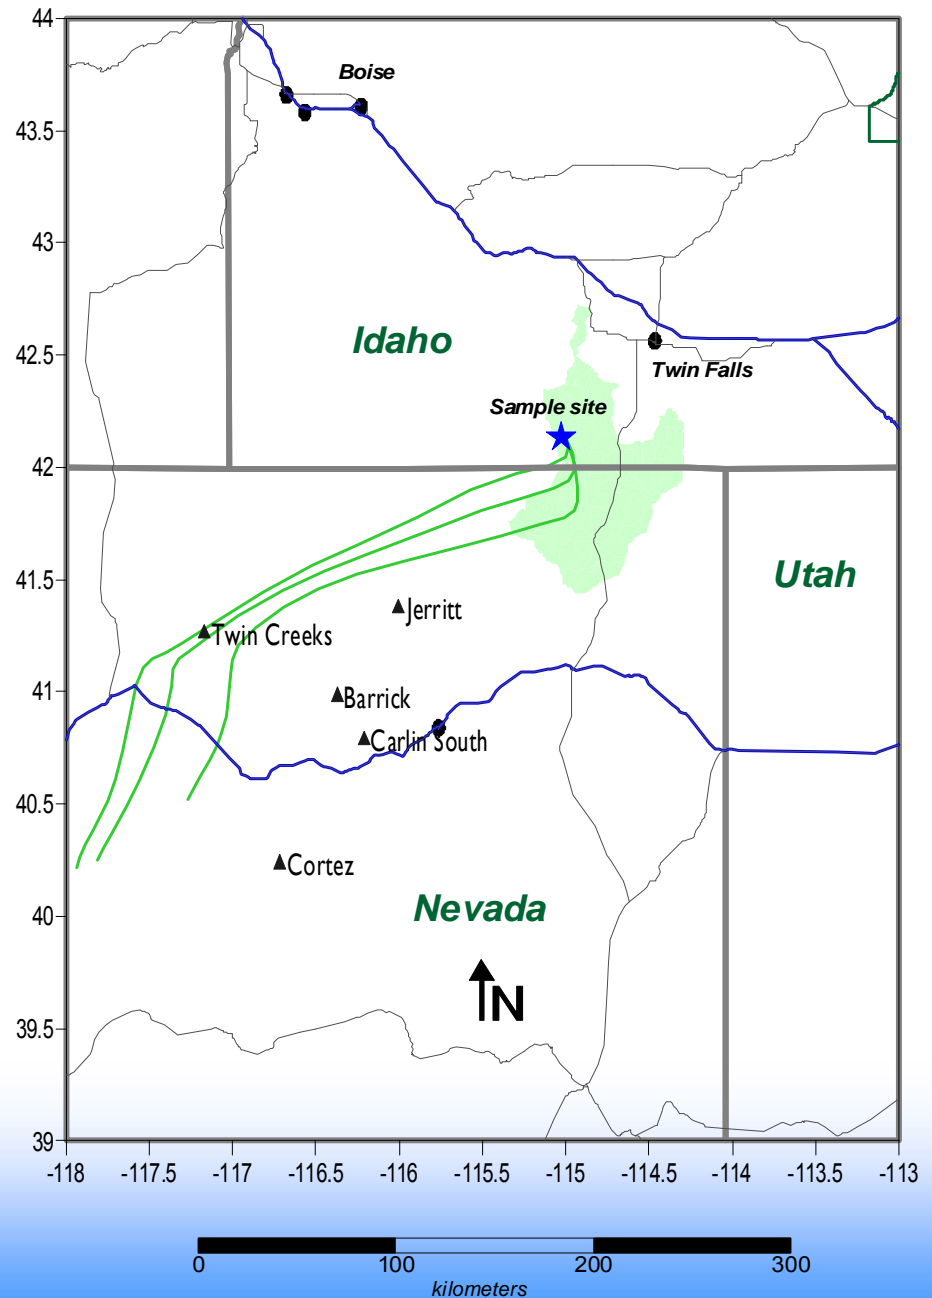 44
Boise
43.5
43
Idaho
42.5
Twin Falls
Sample site
42
Utah
41.5
Jerritt
Twin Creeks
41
Barrick
Carlin South
40.5
Cortez
40
Nevada
N
39.5
39
-118 -117.5 -117 -116.5 -116 -115.5 -115 -114.5 -114 -113.5 -113
0 100 200 300
kilometers